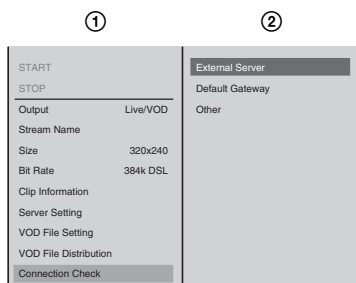 ① ②
START
STOP
Output Live/VOD
Stream Name
Size 320x240
Bit Rate 384k DSL
Clip Information
Server Setting
VOD File Setting
VOD File Distribution
Connection Check
External Server
Default Gateway
Other